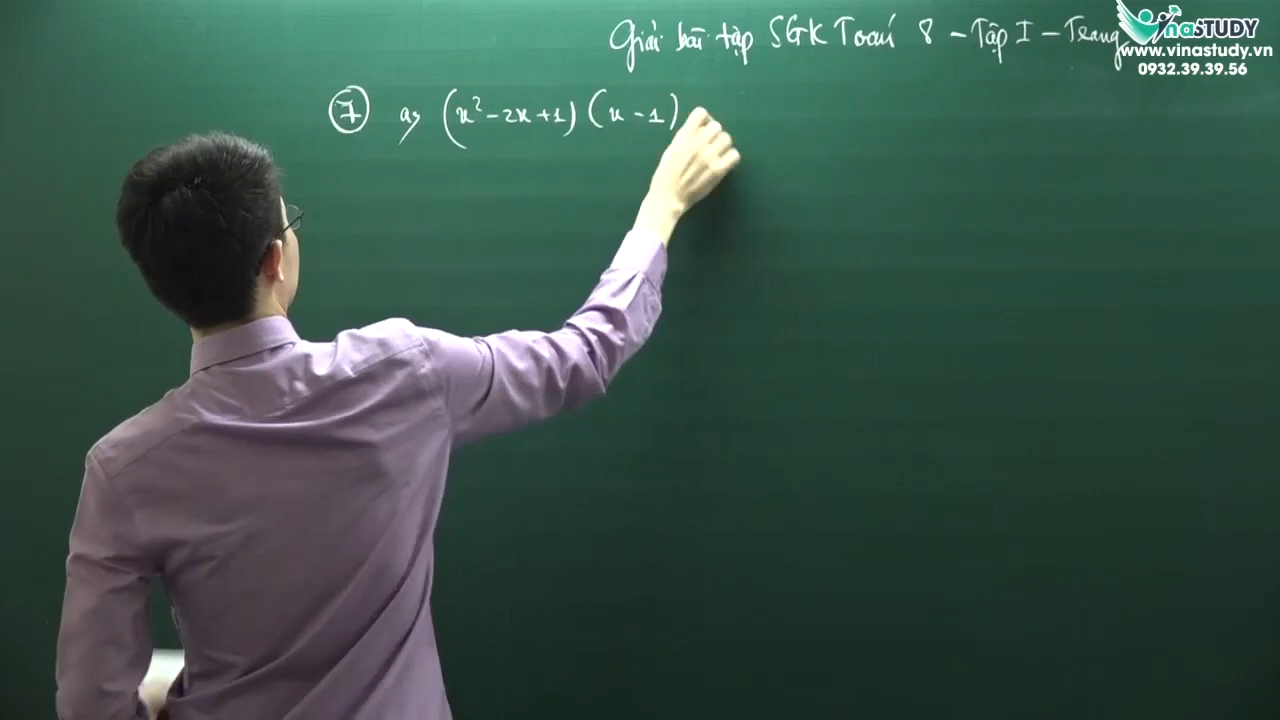 Giải bài tập SGK Toán 8 - Tập I - Trang
VinaSTUDY
www.vinastudy.vn
0932.39.39.56
7 a, (x² - 2x + 1) (x - 1)